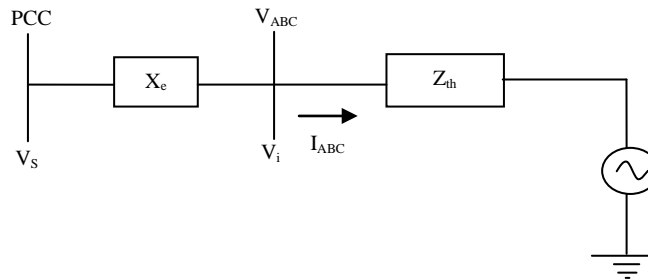 PCC
V_ABC
X_e
Z_th
I_ABC
V_S
V_i